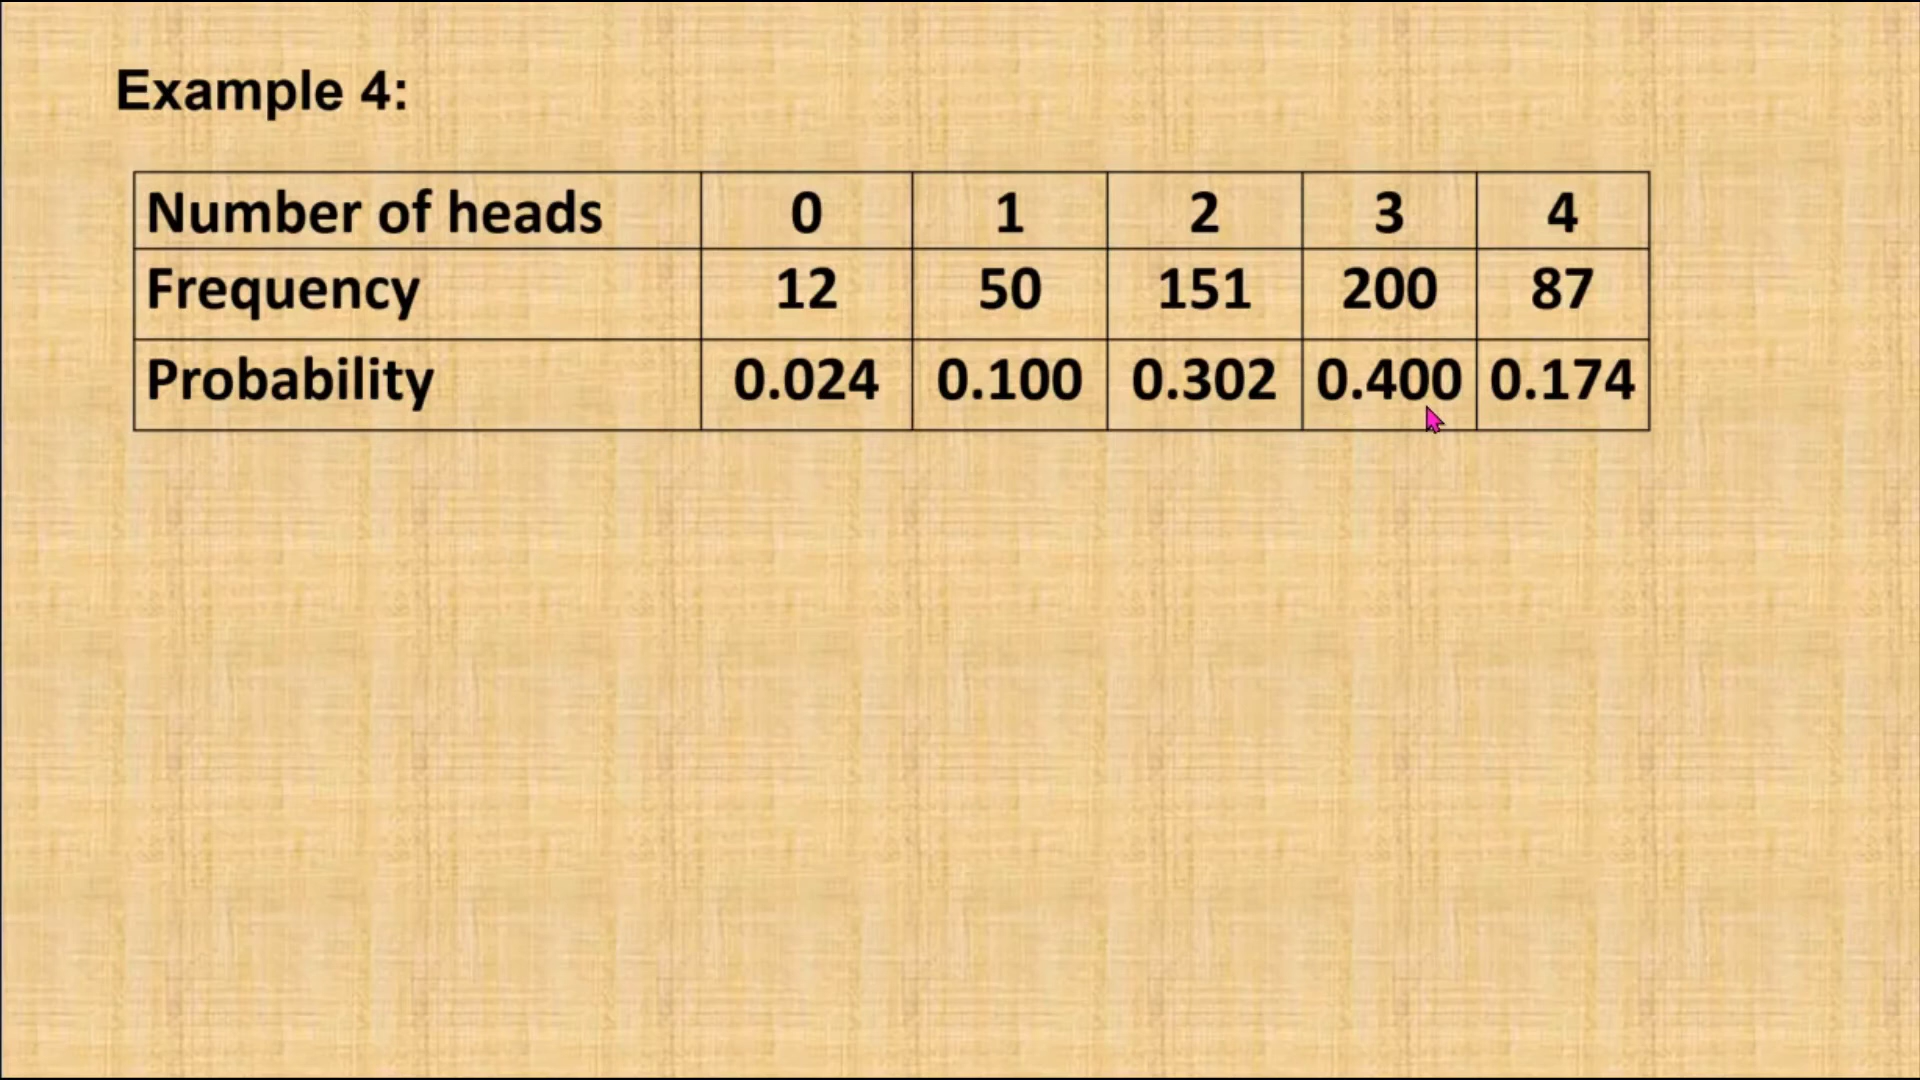 Example 4:
Number of heads 0 1 2 3 4
Frequency 12 50 151 200 87
Probability 0.024 0.100 0.302 0.400 0.174